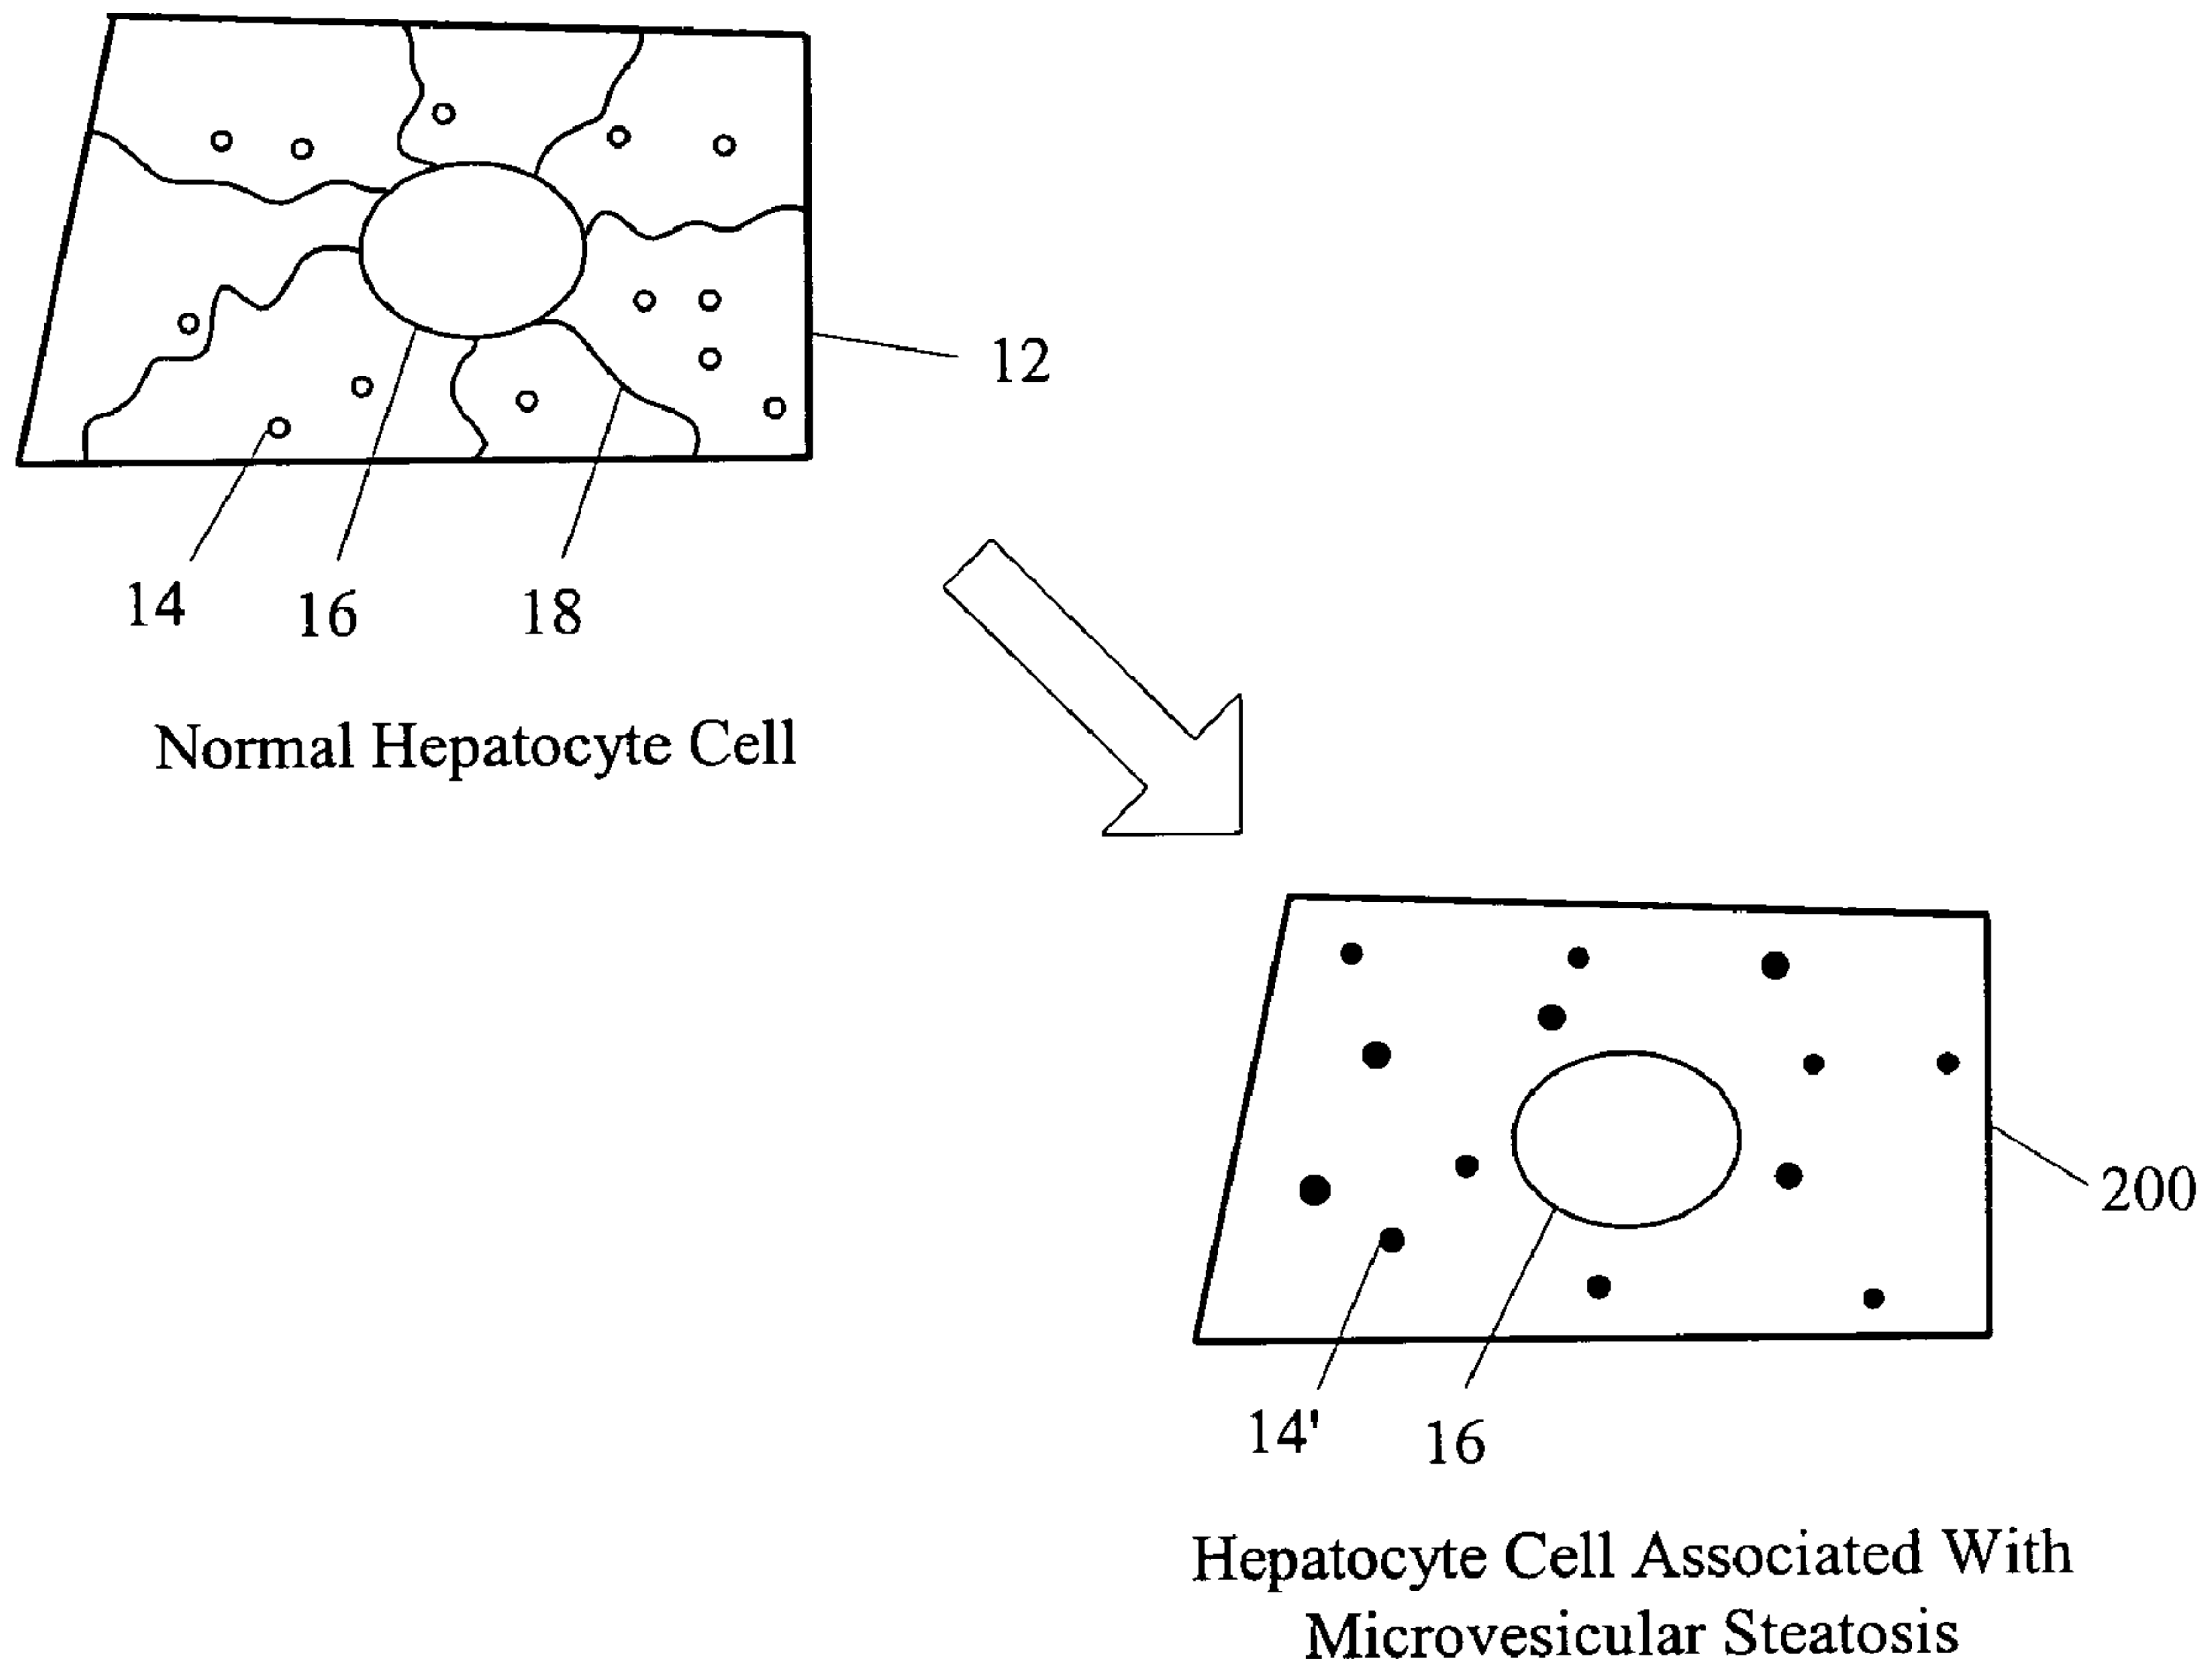 12
14
16
18
Normal Hepatocyte Cell
200
14'
16
Hepatocyte Cell Associated With
Microvesicular Steatosis